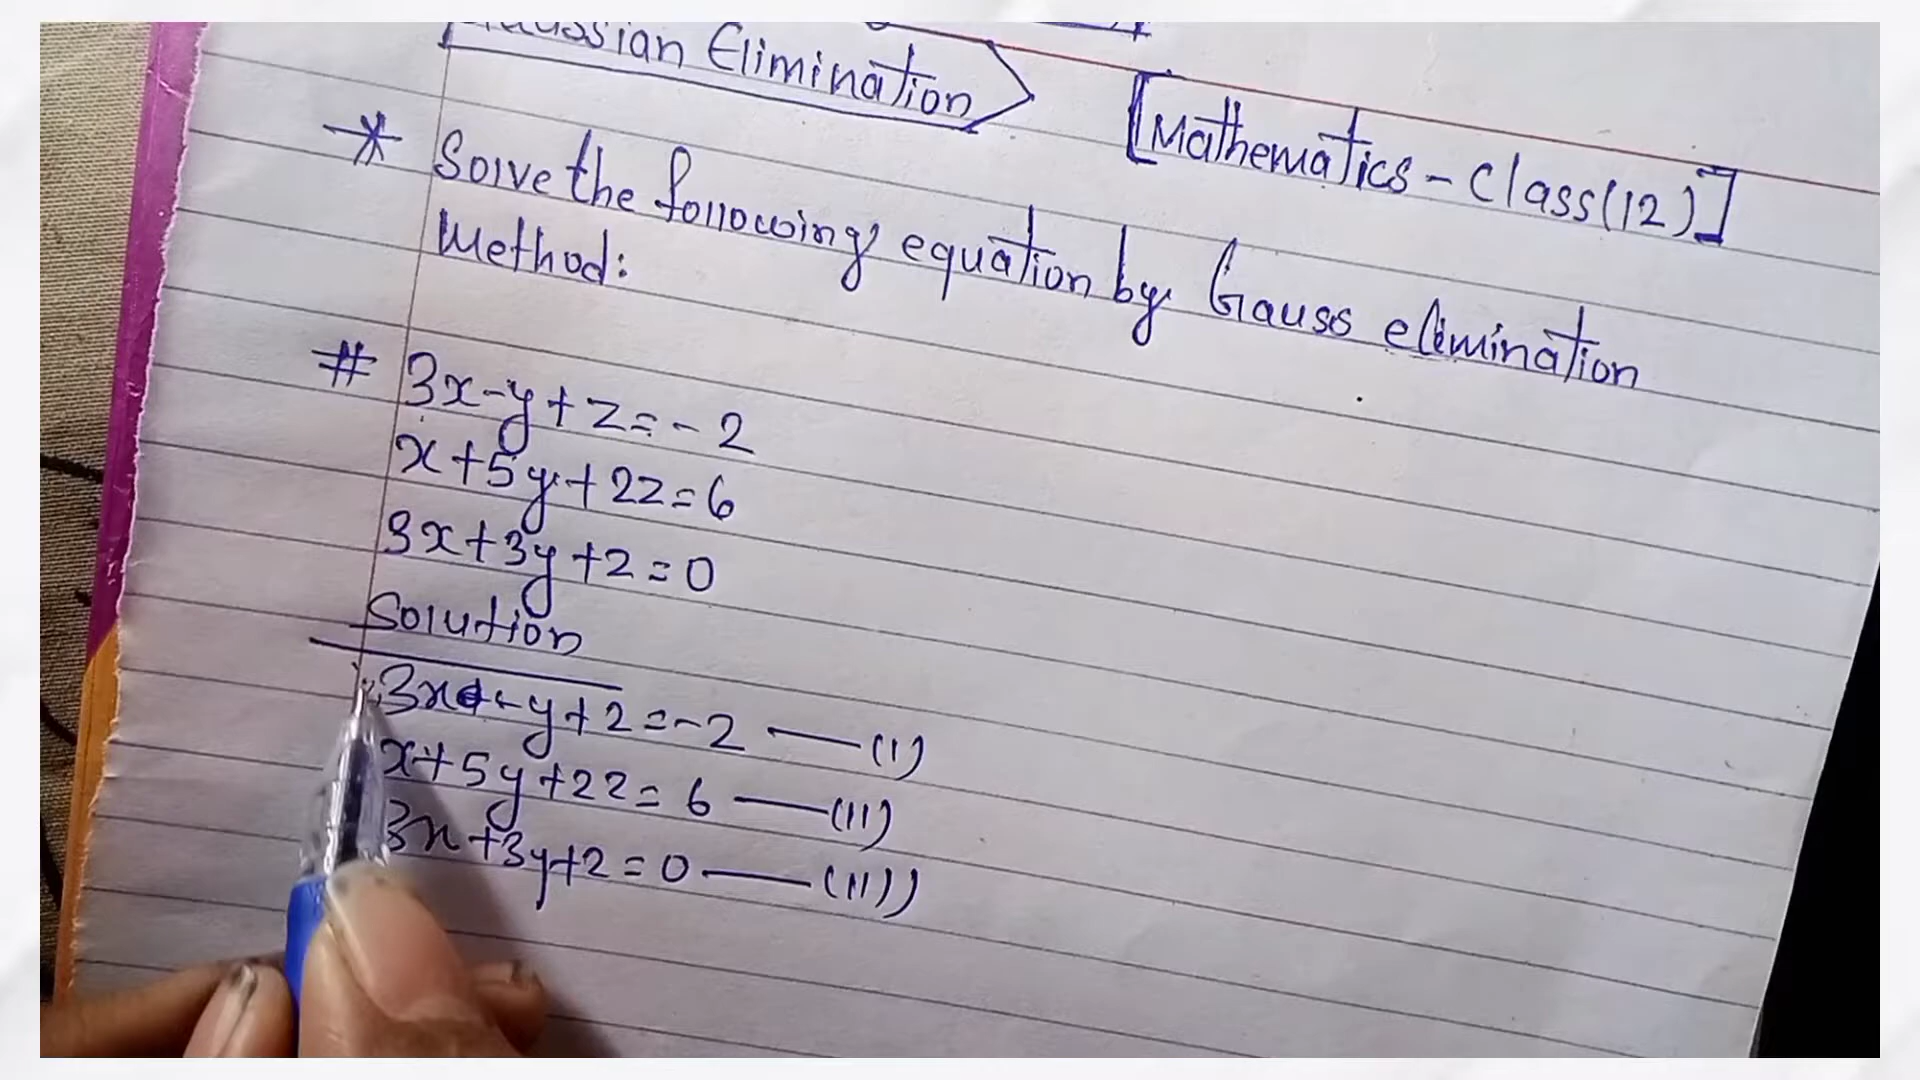 Gaussian Elimination
[Mathematics - Class(12)]
* Solve the following equation by Gauss elimination
Method:
# 3x-y+z=-2
x+5y+2z=6
3x+3y+z=0
Solution
3x-y+z=-2 —(I)
x+5y+2z=6 —(II)
3x+3y+z=0 —(III)